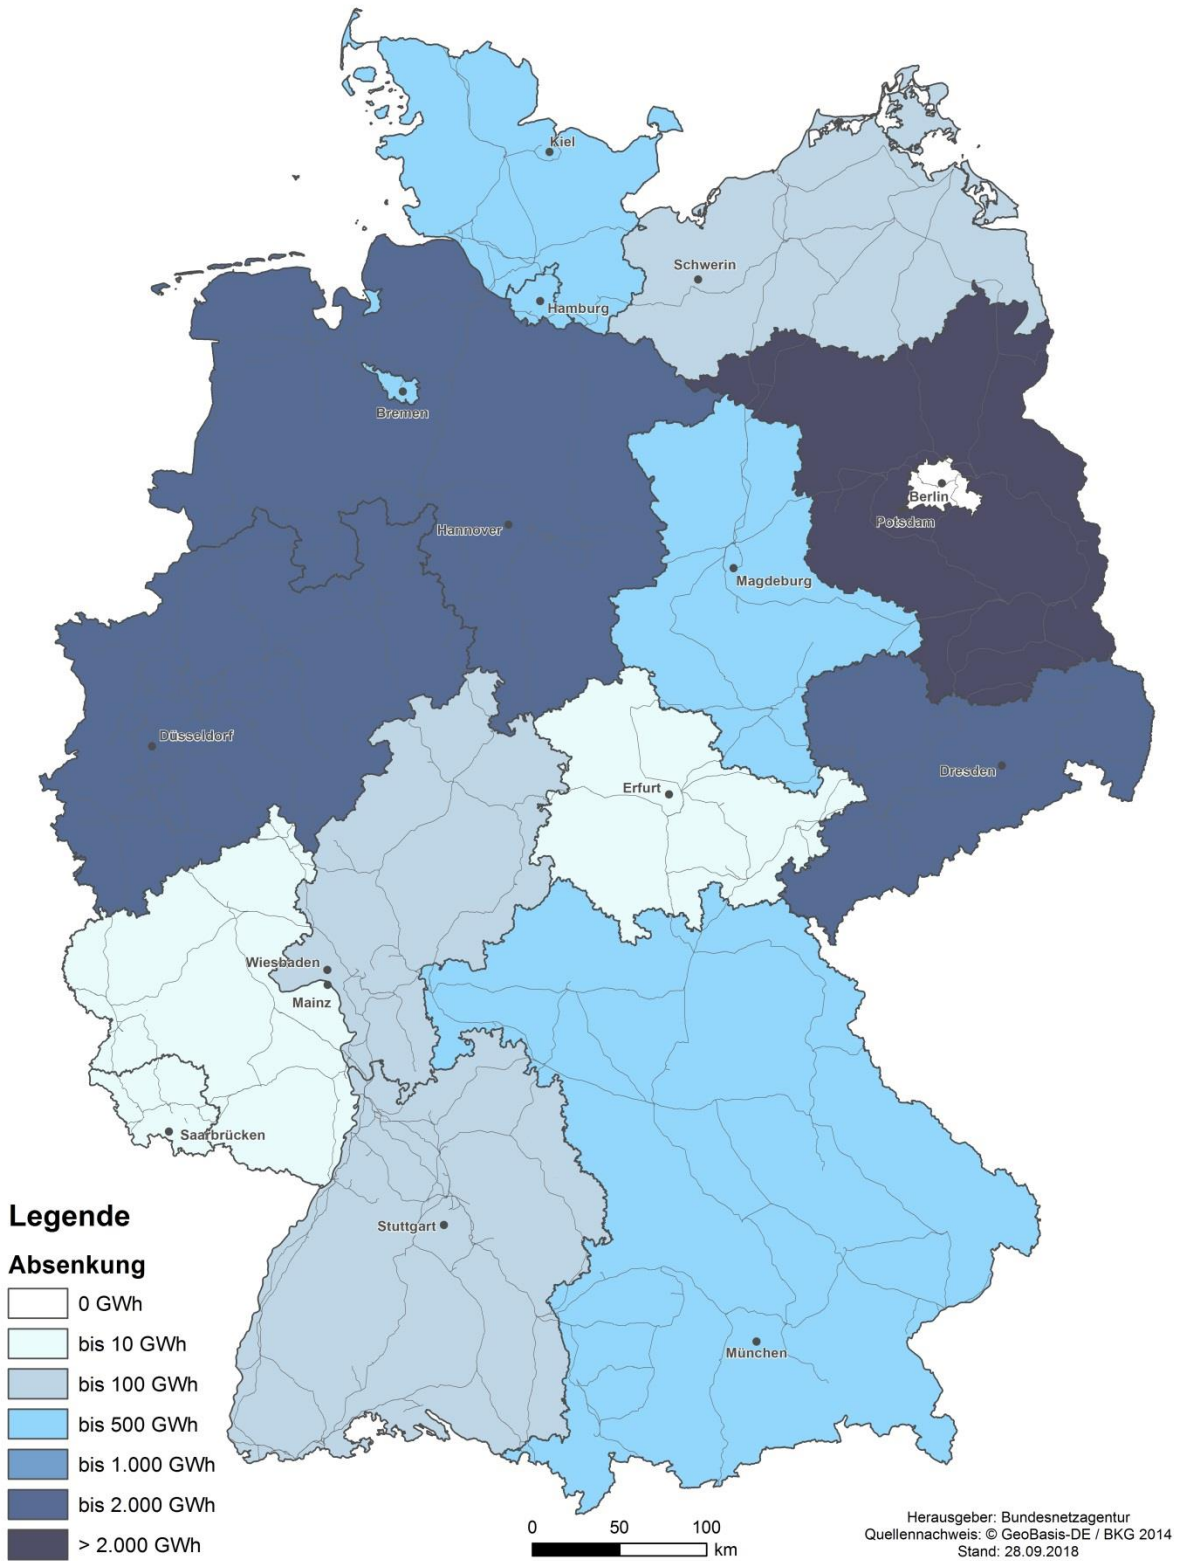 Kiel
Schwerin
Hamburg
Bremen
Berlin
Potsdam
Hannover
Magdeburg
Düsseldorf
Dresden
Erfurt
Wiesbaden
Mainz
Saarbrücken
Stuttgart
München
Legende
Absenkung
0 GWh
bis 10 GWh
bis 100 GWh
bis 500 GWh
bis 1.000 GWh
bis 2.000 GWh
> 2.000 GWh
0 50 100
km
Herausgeber: Bundesnetzagentur
Quellennachweis: © GeoBasis-DE / BKG 2014
Stand: 28.09.2018